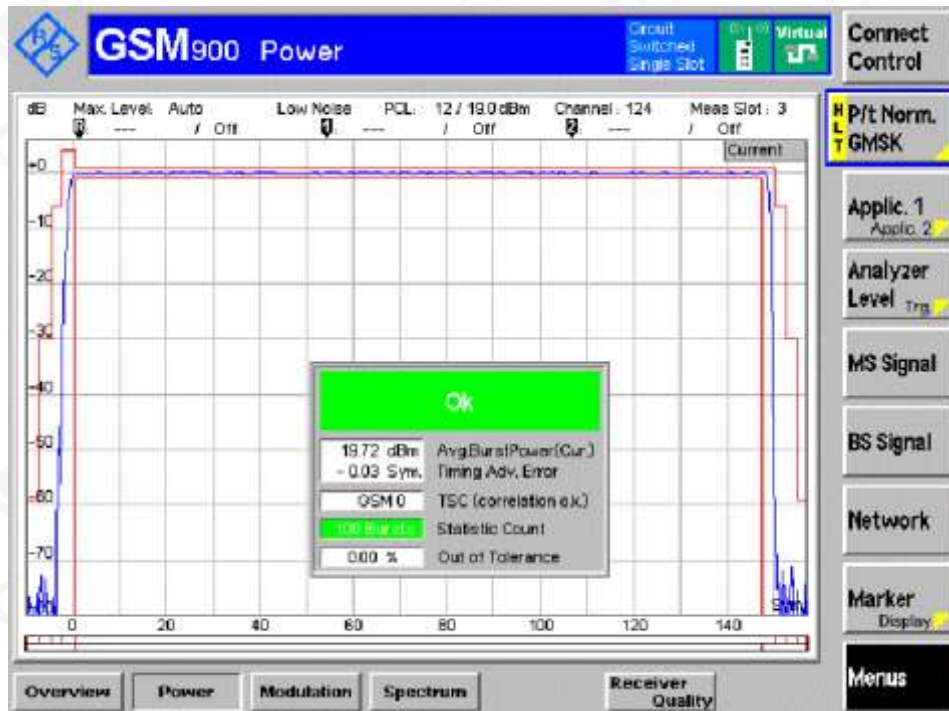 R S
GSM900 Power
Circuit Switched Single Slot
Virtual
Connect Control
dB Max. Level: Auto Low Noise PCL: 12 / 19.0 dBm Channel: 124 Meas Slot: 3
--- / Off --- / Off 2 --- / Off
Current
+0
-10
-20
-30
-40
-50
-60
-70
0 20 40 60 80 100 120 140
Ok
19.72 dBm Avg.BurstPower(Cur.)
- 0.03 Sym. Timing Adv. Error
GSM 0 TSC (correlation o.k.)
100 Bursts Statistic Count
0.00 % Out of Tolerance
HLT P/t Norm. GMSK
Applic. 1
Applic. 2
Analyzer Level Trg.
MS Signal
BS Signal
Network
Marker
Display
Menus
Overview Power Modulation Spectrum Receiver Quality